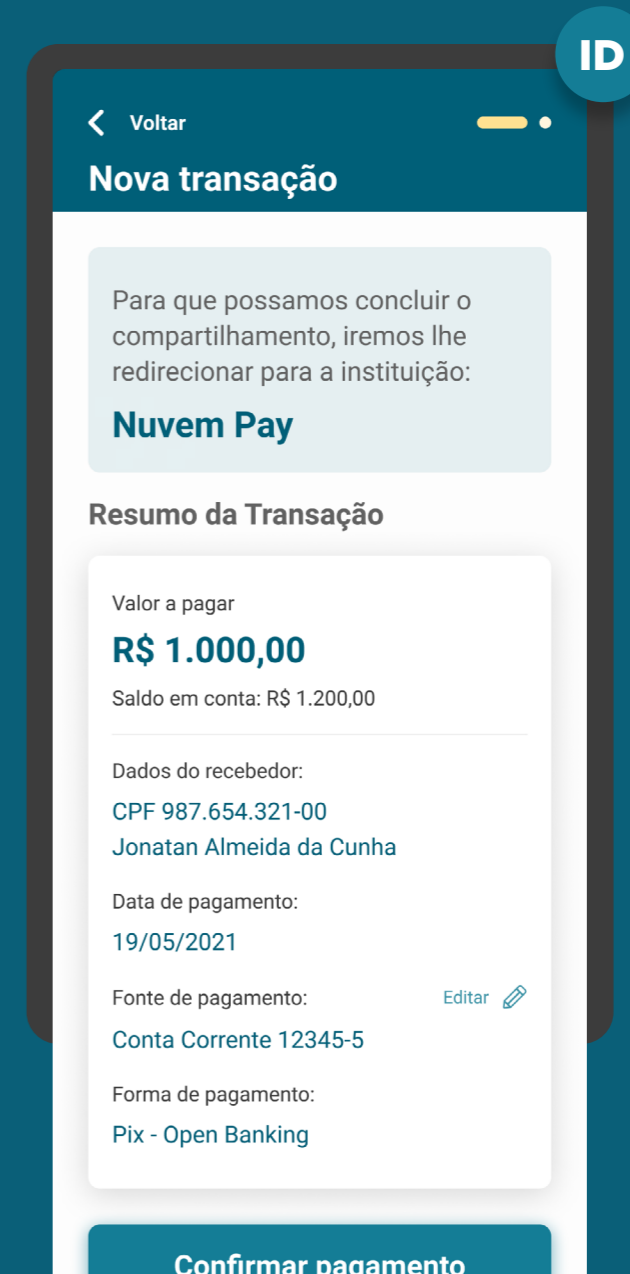 ID
Voltar
Nova transação
Para que possamos concluir o
compartilhamento, iremos lhe
redirecionar para a instituição:
Nuvem Pay
Resumo da Transação
Valor a pagar
R$ 1.000,00
Saldo em conta: R$ 1.200,00
Dados do recebedor:
CPF 987.654.321-00
Jonatan Almeida da Cunha
Data de pagamento:
19/05/2021
Fonte de pagamento:
Editar
Conta Corrente 12345-5
Forma de pagamento:
Pix - Open Banking
Confirmar pagamento